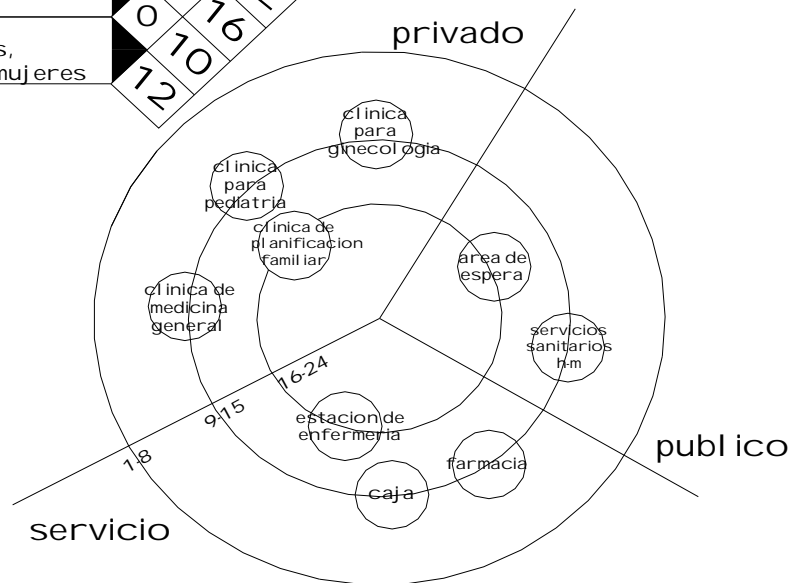 0
16
10
12
s,
mujeres
privado
clinica
para
ginecologia
clinica
para
pediatria
clinica de
planificacion
familiar
area de
espera
clinica de
medicina
general
servicios
sanitarios
h-m
16-24
9-15
1-8
estacion de
enfermeria
farmacia
caja
publico
servicio